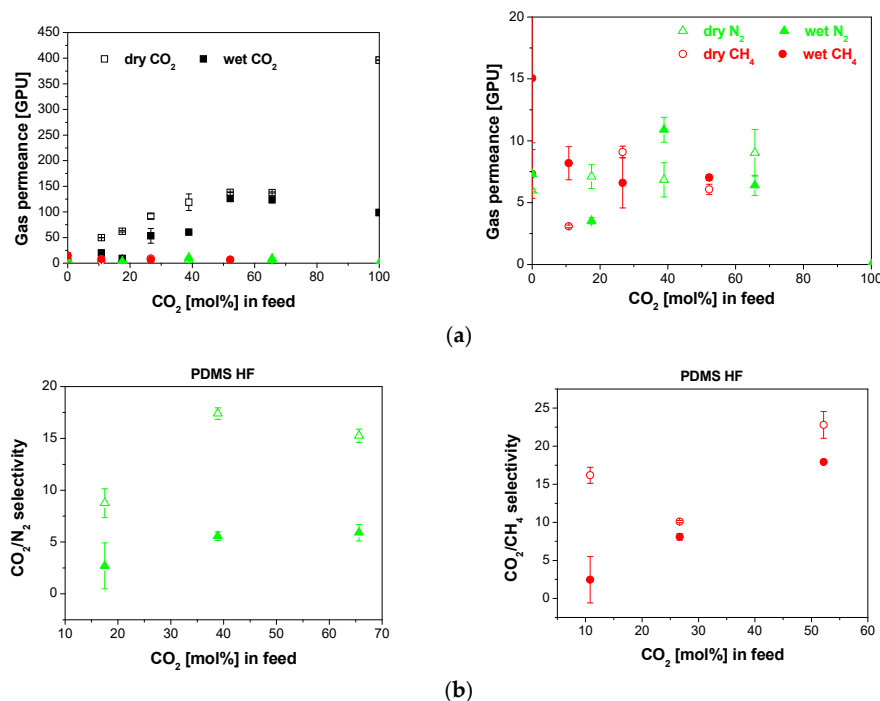 dry CO2 wet CO2
Gas permeance [GPU]
450
400
350
300
250
200
150
100
50
0
0 20 40 60 80 100
CO2 [mol%] in feed
dry N2 wet N2
dry CH4 wet CH4
Gas permeance [GPU]
20
15
10
5
0
0 20 40 60 80 100
CO2 [mol%] in feed
(a)
PDMS HF
CO2/N2 selectivity
20
15
10
5
0
10 20 30 40 50 60 70
CO2 [mol%] in feed
PDMS HF
CO2/CH4 selectivity
25
20
15
10
5
0
0 10 20 30 40 50 60
CO2 [mol%] in feed
(b)